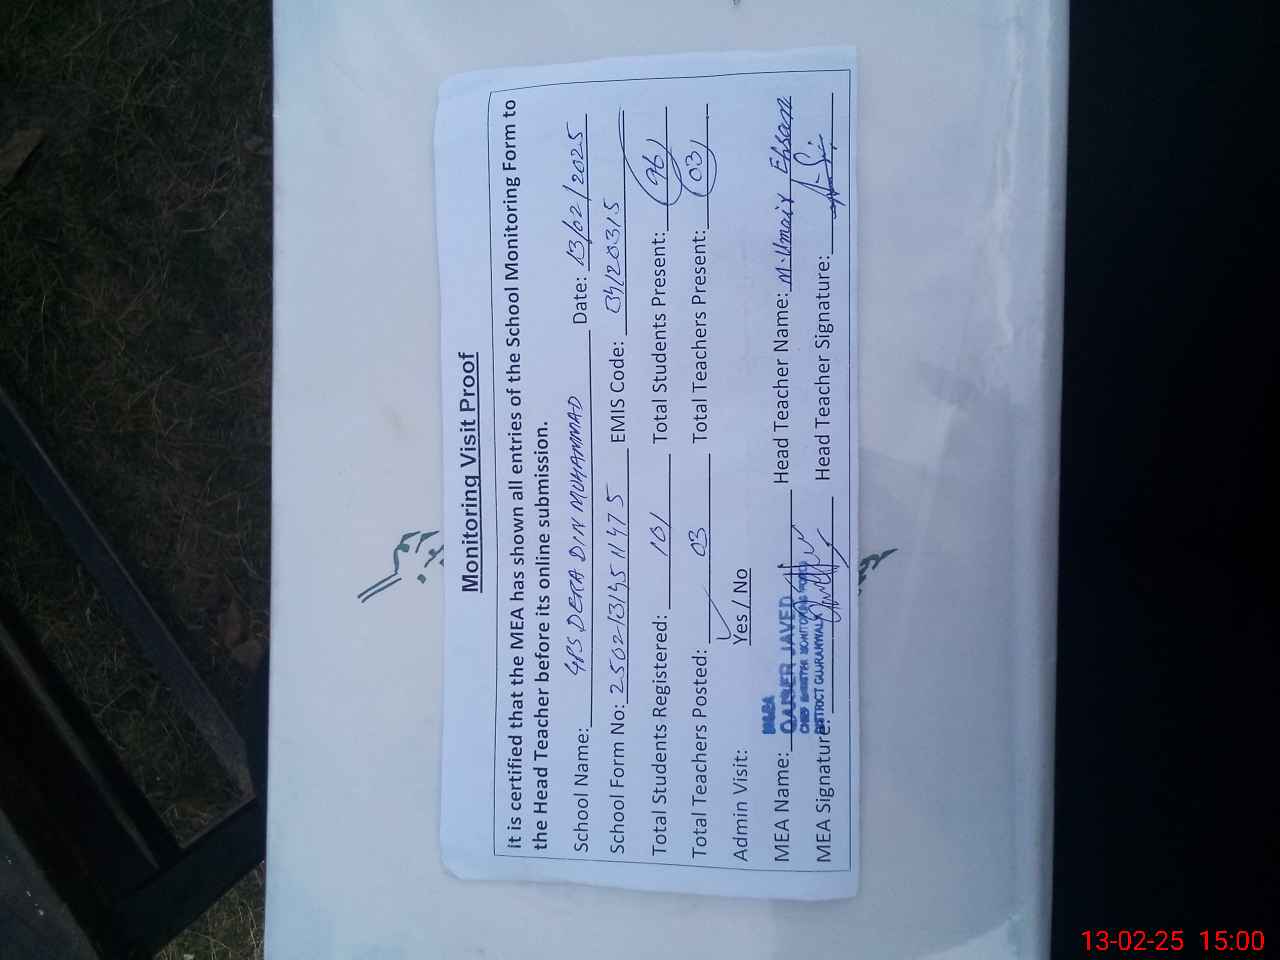 Monitoring Visit Proof
it is certified that the MEA has shown all entries of the School Monitoring Form to
the Head Teacher before its online submission.
School Name: GPS DERA DIN MUHAMMAD Date: 13/02/2025
School Form No: 2502131451475 EMIS Code: 34120315
Total Students Registered: 101 Total Students Present: 96
Total Teachers Posted: 03 Total Teachers Present: 03
Admin Visit: Yes / No
MEA Name: QAISER JAVED Head Teacher Name: M. Umair Ehsan
DISTRICT GUJRANWALA
MEA Signature: Head Teacher Signature:
13-02-25 15:00